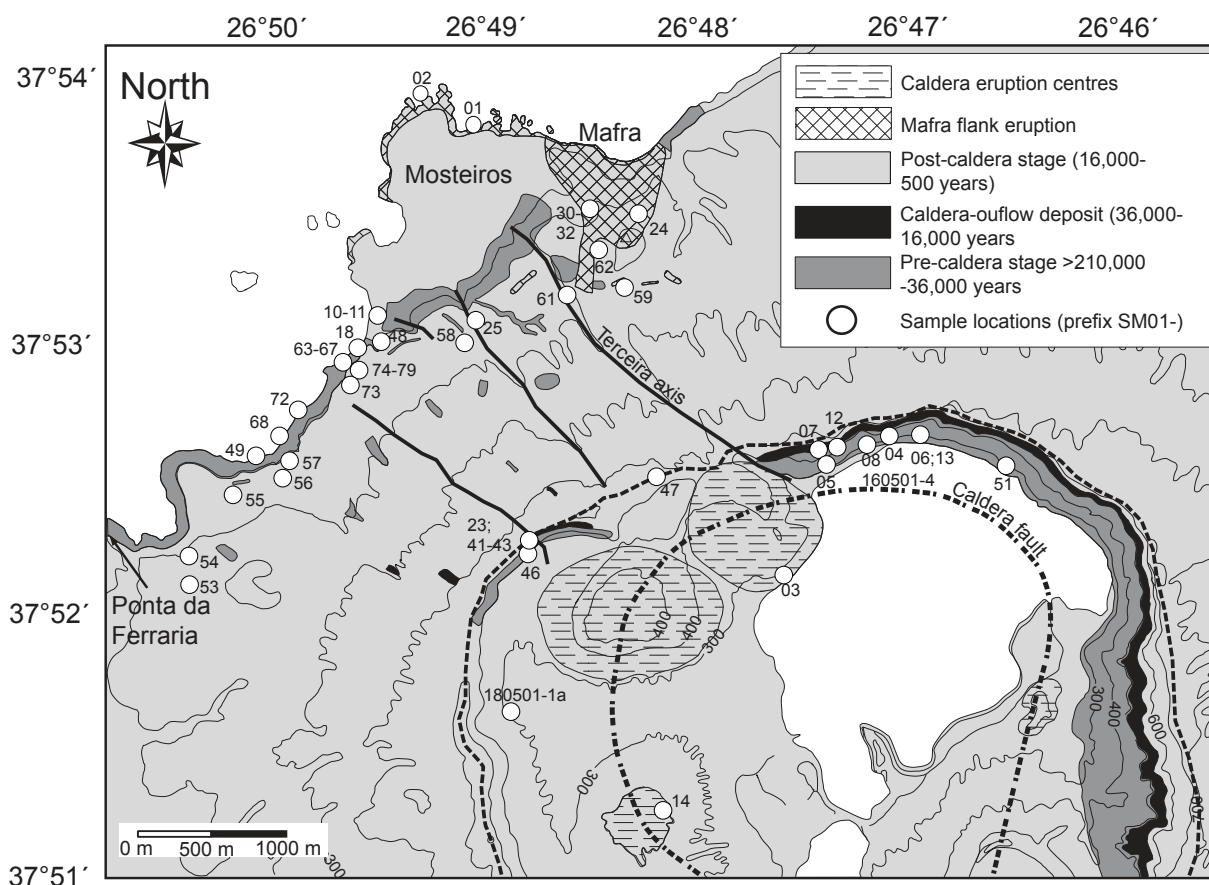 26°50´
26°49´
26°48´
26°47´
26°46´
37°54´
37°53´
37°52´
37°51´
North
02
01
Mafra
Mosteiros
Caldera eruption centres
Mafra flank eruption
Post-caldera stage (16,000-
500 years)
Caldera-ouflow deposit (36,000-
16,000 years)
Pre-caldera stage >210,000
-36,000 years
Sample locations (prefix SM01-)
30-
32
24
62
59
61
10-11
18
48
63-67
58
25
74-79
73
Terceira axis
72
68
49
57
56
55
54
53
Ponta da
Ferraria
07
12
08
04
06;13
05
160501-4
51
Caldera fault
47
23;
41-43
46
03
400
400
300
180501-1a
300
14
300
400
600
700
300
0 m
500 m
1000 m